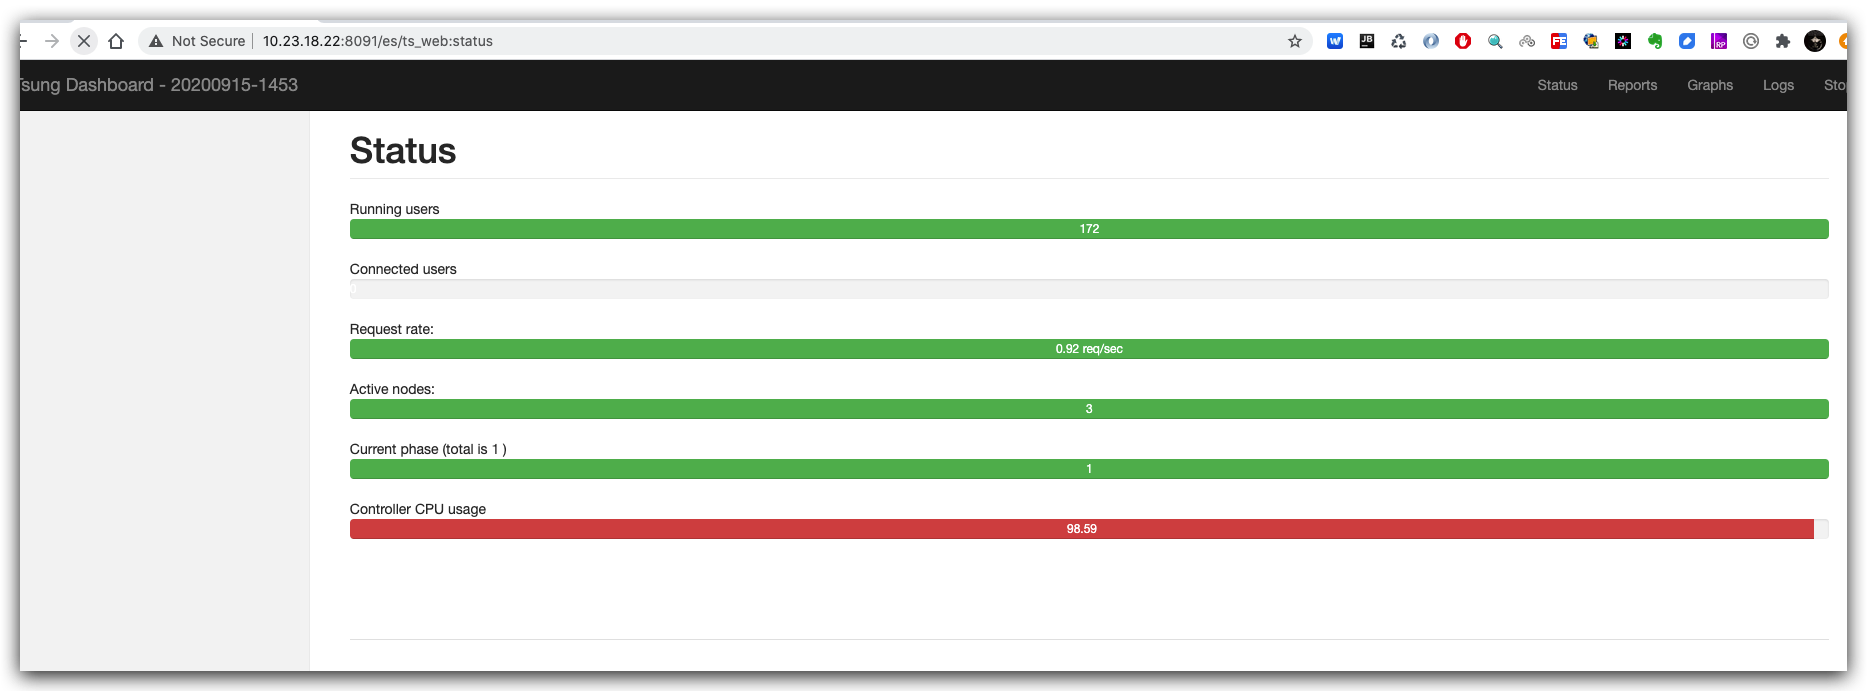 Not Secure 10.23.18.22:8091/es/ts_web:status
Tsung Dashboard - 20200915-1453 Status Reports Graphs Logs Sto
Status
Running users
172
Connected users
0
Request rate:
0.92 req/sec
Active nodes:
3
Current phase (total is 1 )
1
Controller CPU usage
98.59